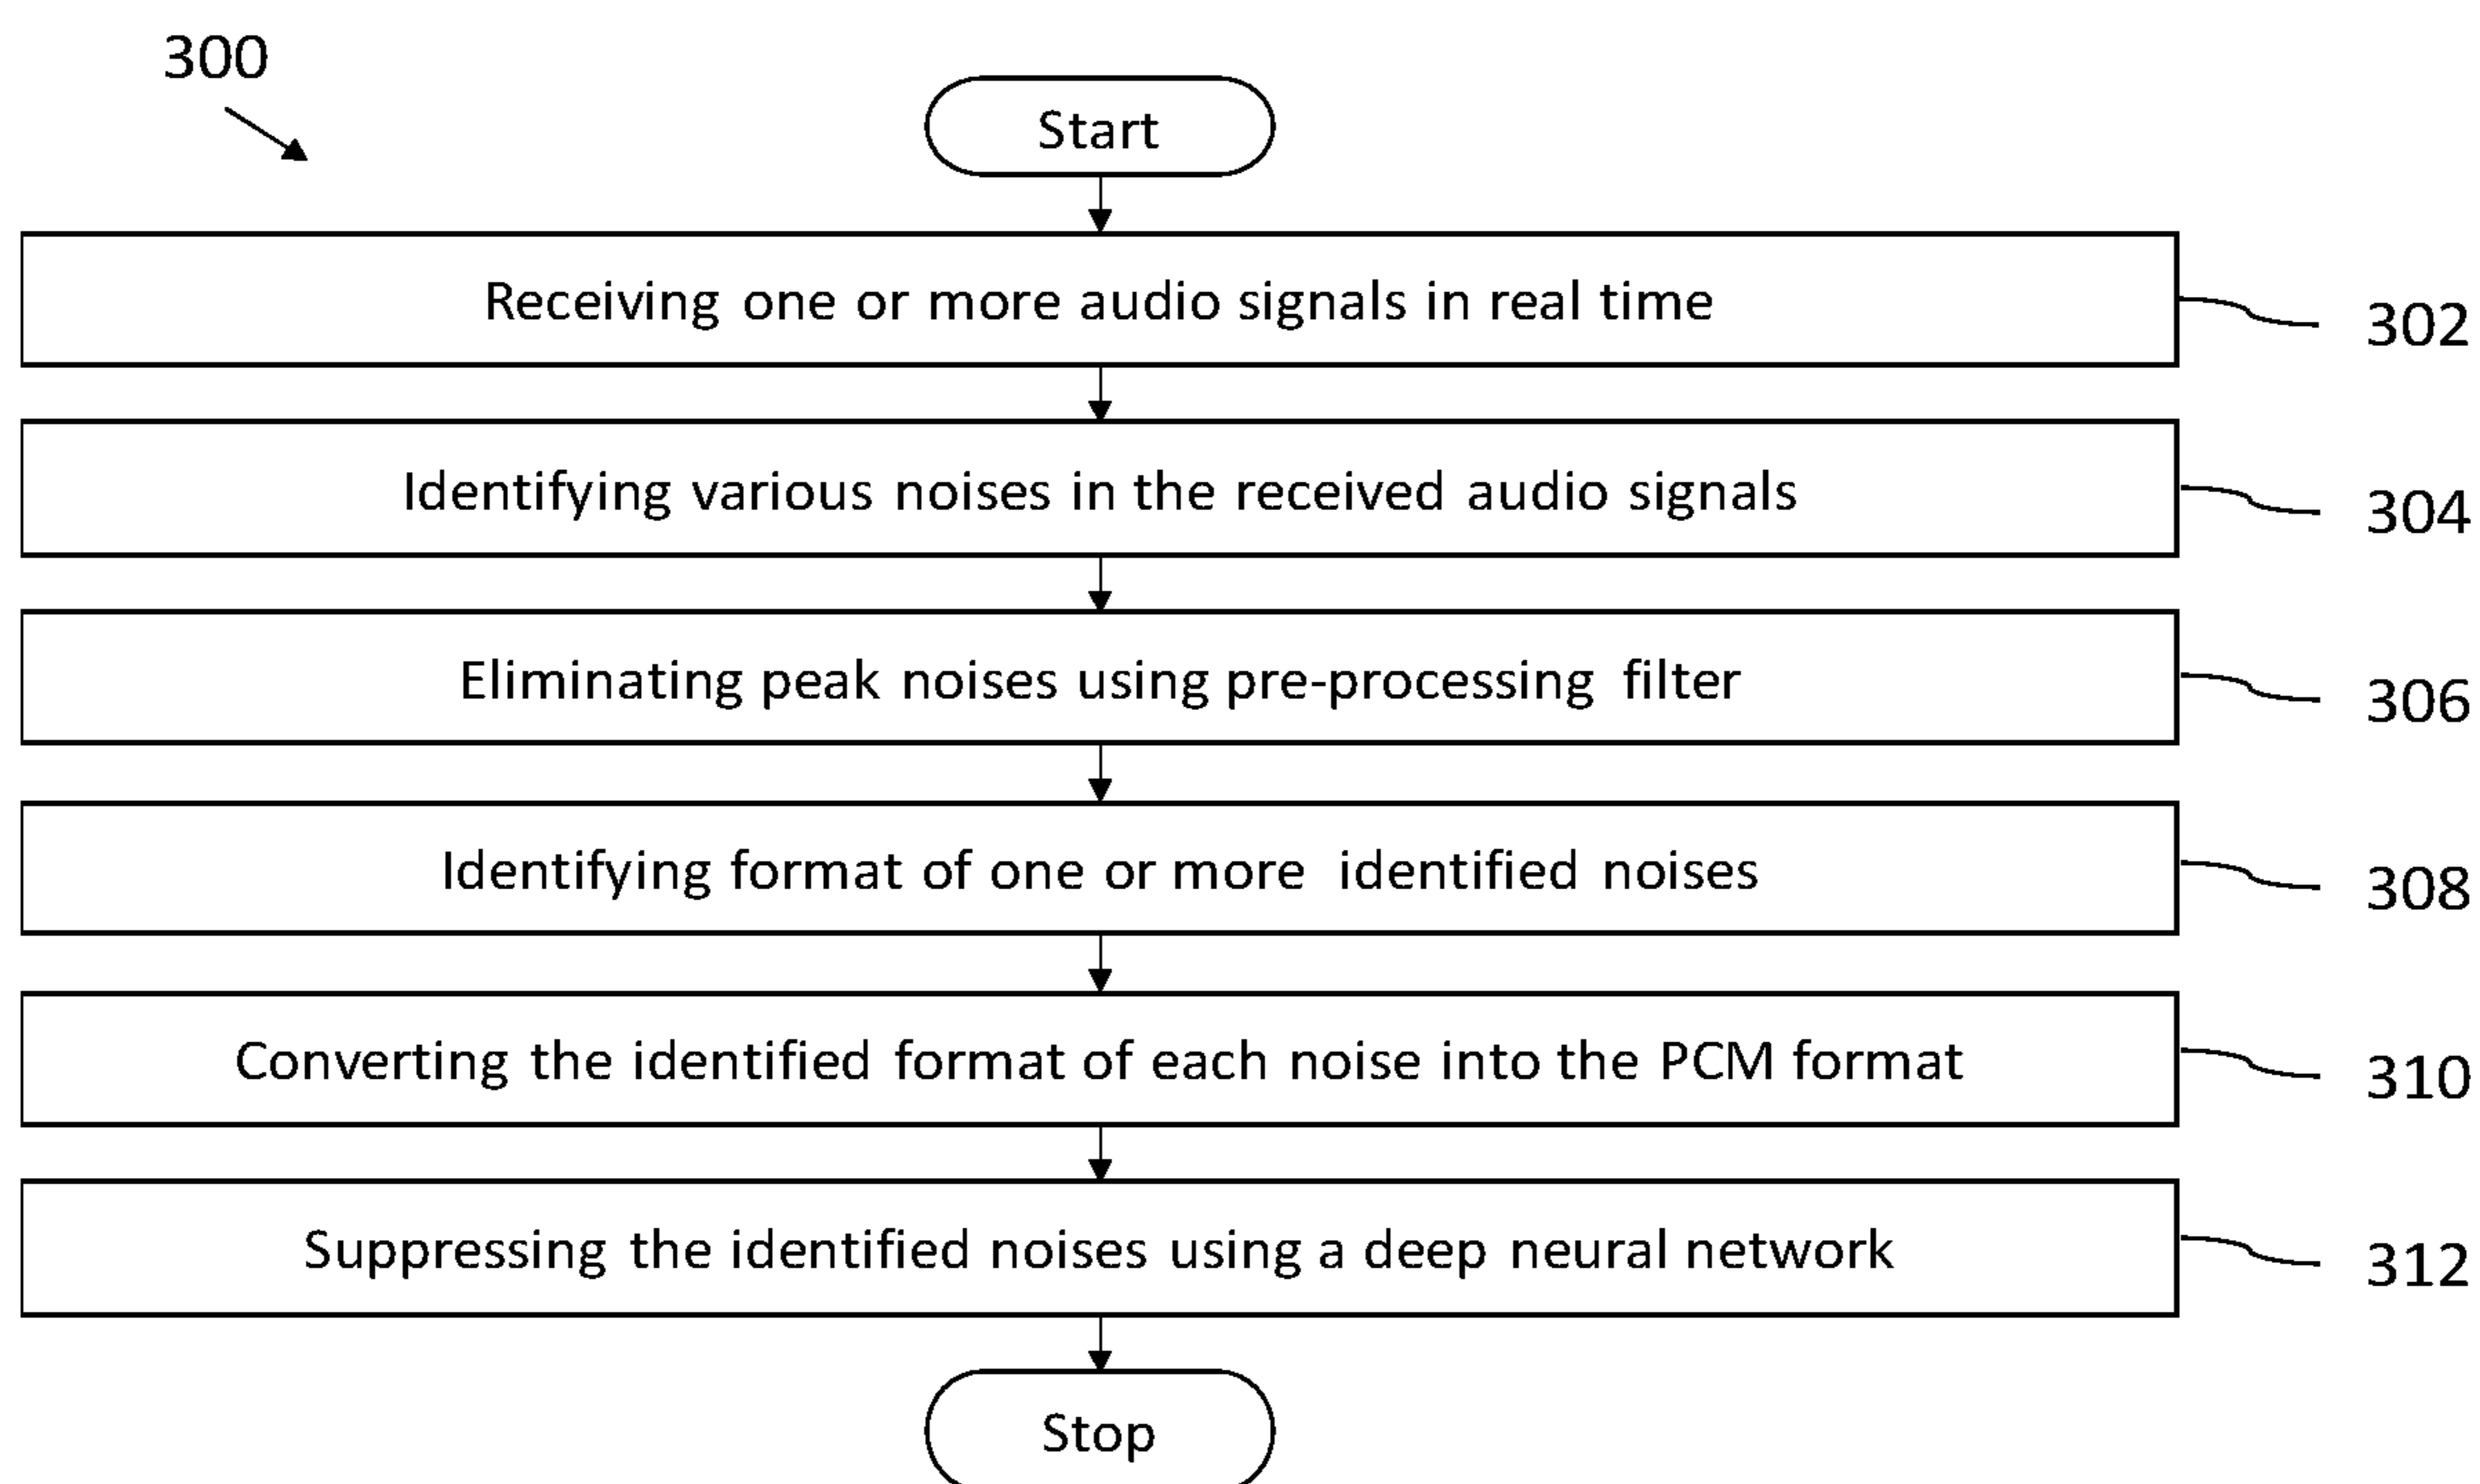 300
Start
Receiving one or more audio signals in real time
302
Identifying various noises in the received audio signals
304
Eliminating peak noises using pre-processing filter
306
Identifying format of one or more identified noises
308
Converting the identified format of each noise into the PCM format
310
Suppressing the identified noises using a deep neural network
312
Stop